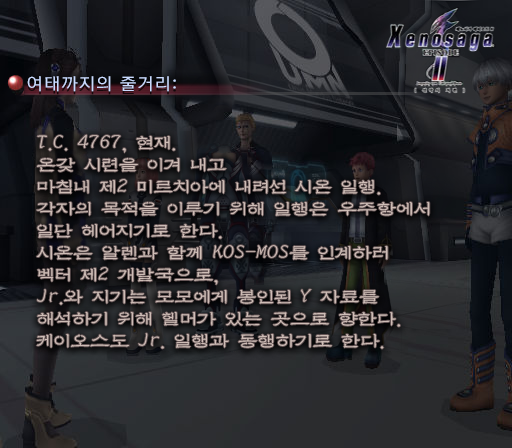 Xenosaga
EPISODE
II
여태까지의 줄거리:
T.C. 4767, 현재.
온갖 시련을 이겨 내고
마침내 제2 미르치아에 내려선 시온 일행.
각자의 목적을 이루기 위해 일행은 우주항에서
일단 헤어지기로 한다.
시온은 알렌과 함께 KOS-MOS를 인계하러
벡터 제2 개발국으로,
Jr.와 지기는 모모에게 봉인된 Y 자료를
해석하기 위해 헬머가 있는 곳으로 향한다.
케이오스도 Jr. 일행과 동행하기로 한다.